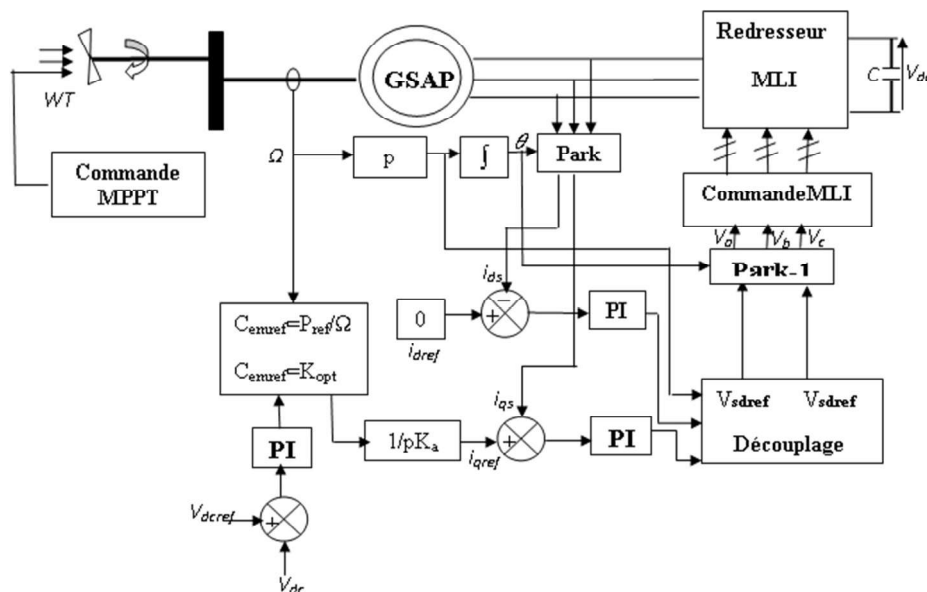 Redresseur
MLI
C
V_dc
WT
GSAP
Commande
MPPT
Ω
p
∫
θ
Park
CommandeMLI
V_a
V_b
V_c
Park-1
i_ds
−
0
+
PI
i_dref
C_emref=P_ref/Ω
C_emref=K_opt
i_qs
V_sdref
V_sdref
Découplage
1/pK_a
i_qref
+
PI
PI
V_dcref
+
V_dc